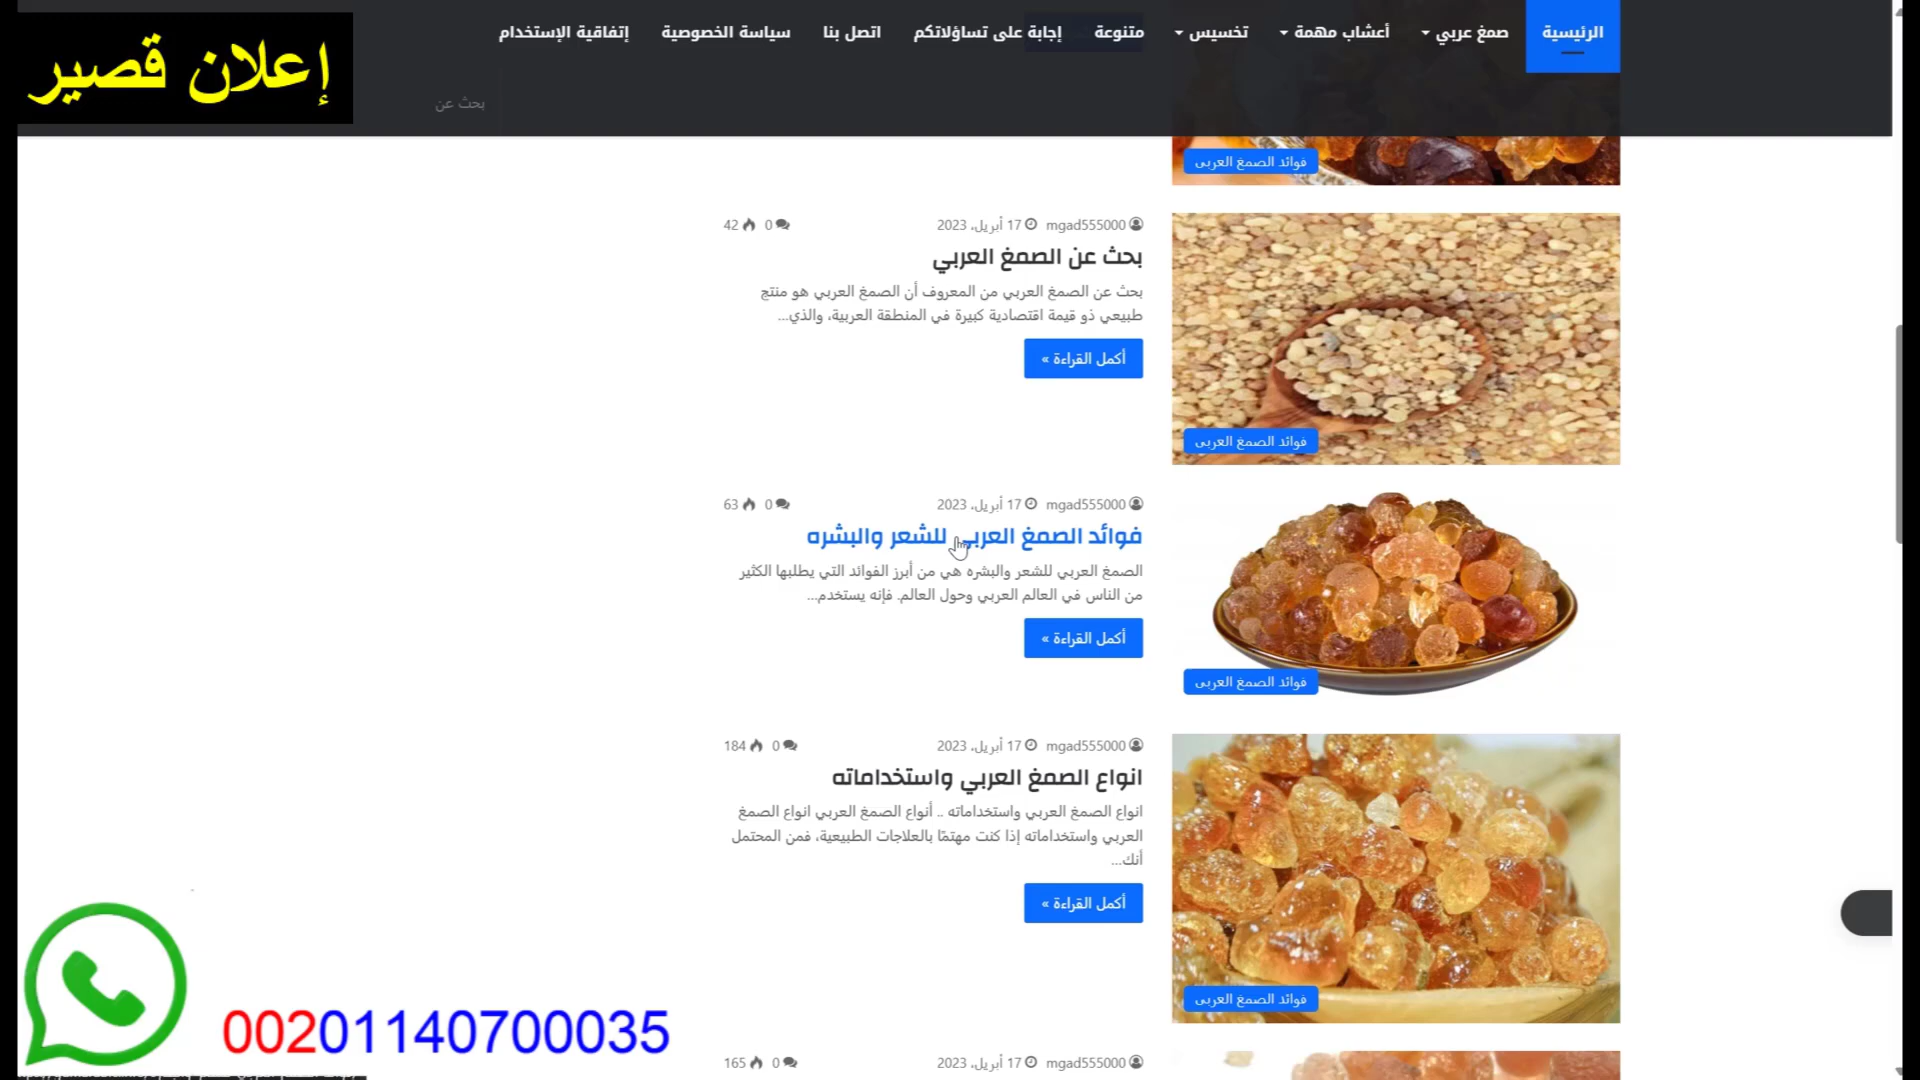 إعلان قصير
الرئيسية صمغ عربي أعشاب مهمة تخسيس متنوعة إجابة على تساؤلاتكم اتصل بنا سياسة الخصوصية إتفاقية الإستخدام
بحث عن
فوائد الصمغ العربى
mgad555000 17 أبريل، 2023 0 42
بحث عن الصمغ العربي
بحث عن الصمغ العربي من المعروف أن الصمغ العربي هو منتج
طبيعي ذو قيمة اقتصادية كبيرة في المنطقة العربية، والذي...
أكمل القراءة »
فوائد الصمغ العربى
mgad555000 17 أبريل، 2023 0 63
فوائد الصمغ العربي للشعر والبشره
الصمغ العربي للشعر والبشره هي من أبرز الفوائد التي يطلبها الكثير
من الناس في العالم العربي وحول العالم. فإنه يستخدم...
أكمل القراءة »
فوائد الصمغ العربى
mgad555000 17 أبريل، 2023 0 184
انواع الصمغ العربي واستخداماته
انواع الصمغ العربي واستخداماته .. أنواع الصمغ العربي انواع الصمغ
العربي واستخداماته إذا كنت مهتمًا بالعلاجات الطبيعية، فمن المحتمل
أنك...
أكمل القراءة »
فوائد الصمغ العربى
00201140700035
mgad555000 17 أبريل، 2023 0 165